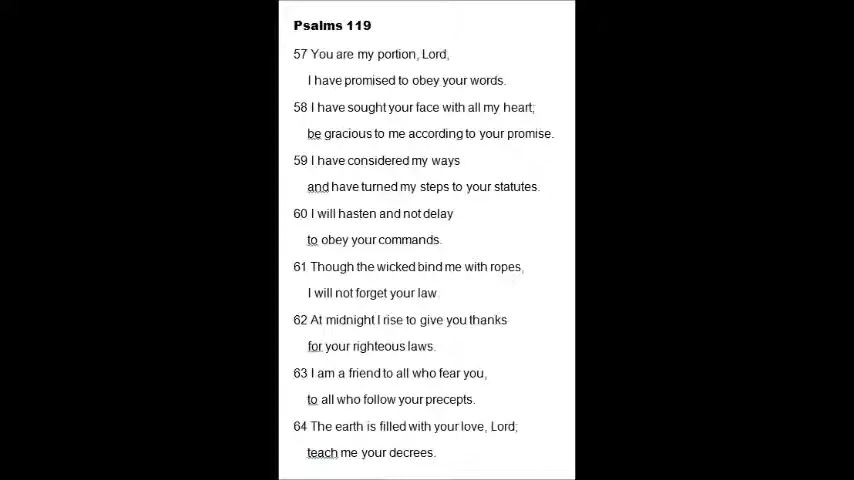 Psalms 119
57 You are my portion, Lord,
I have promised to obey your words.
58 I have sought your face with all my heart;
be gracious to me according to your promise.
59 I have considered my ways
and have turned my steps to your statutes.
60 I will hasten and not delay
to obey your commands.
61 Though the wicked bind me with ropes,
I will not forget your law.
62 At midnight I rise to give you thanks
for your righteous laws.
63 I am a friend to all who fear you,
to all who follow your precepts.
64 The earth is filled with your love, Lord;
teach me your decrees.